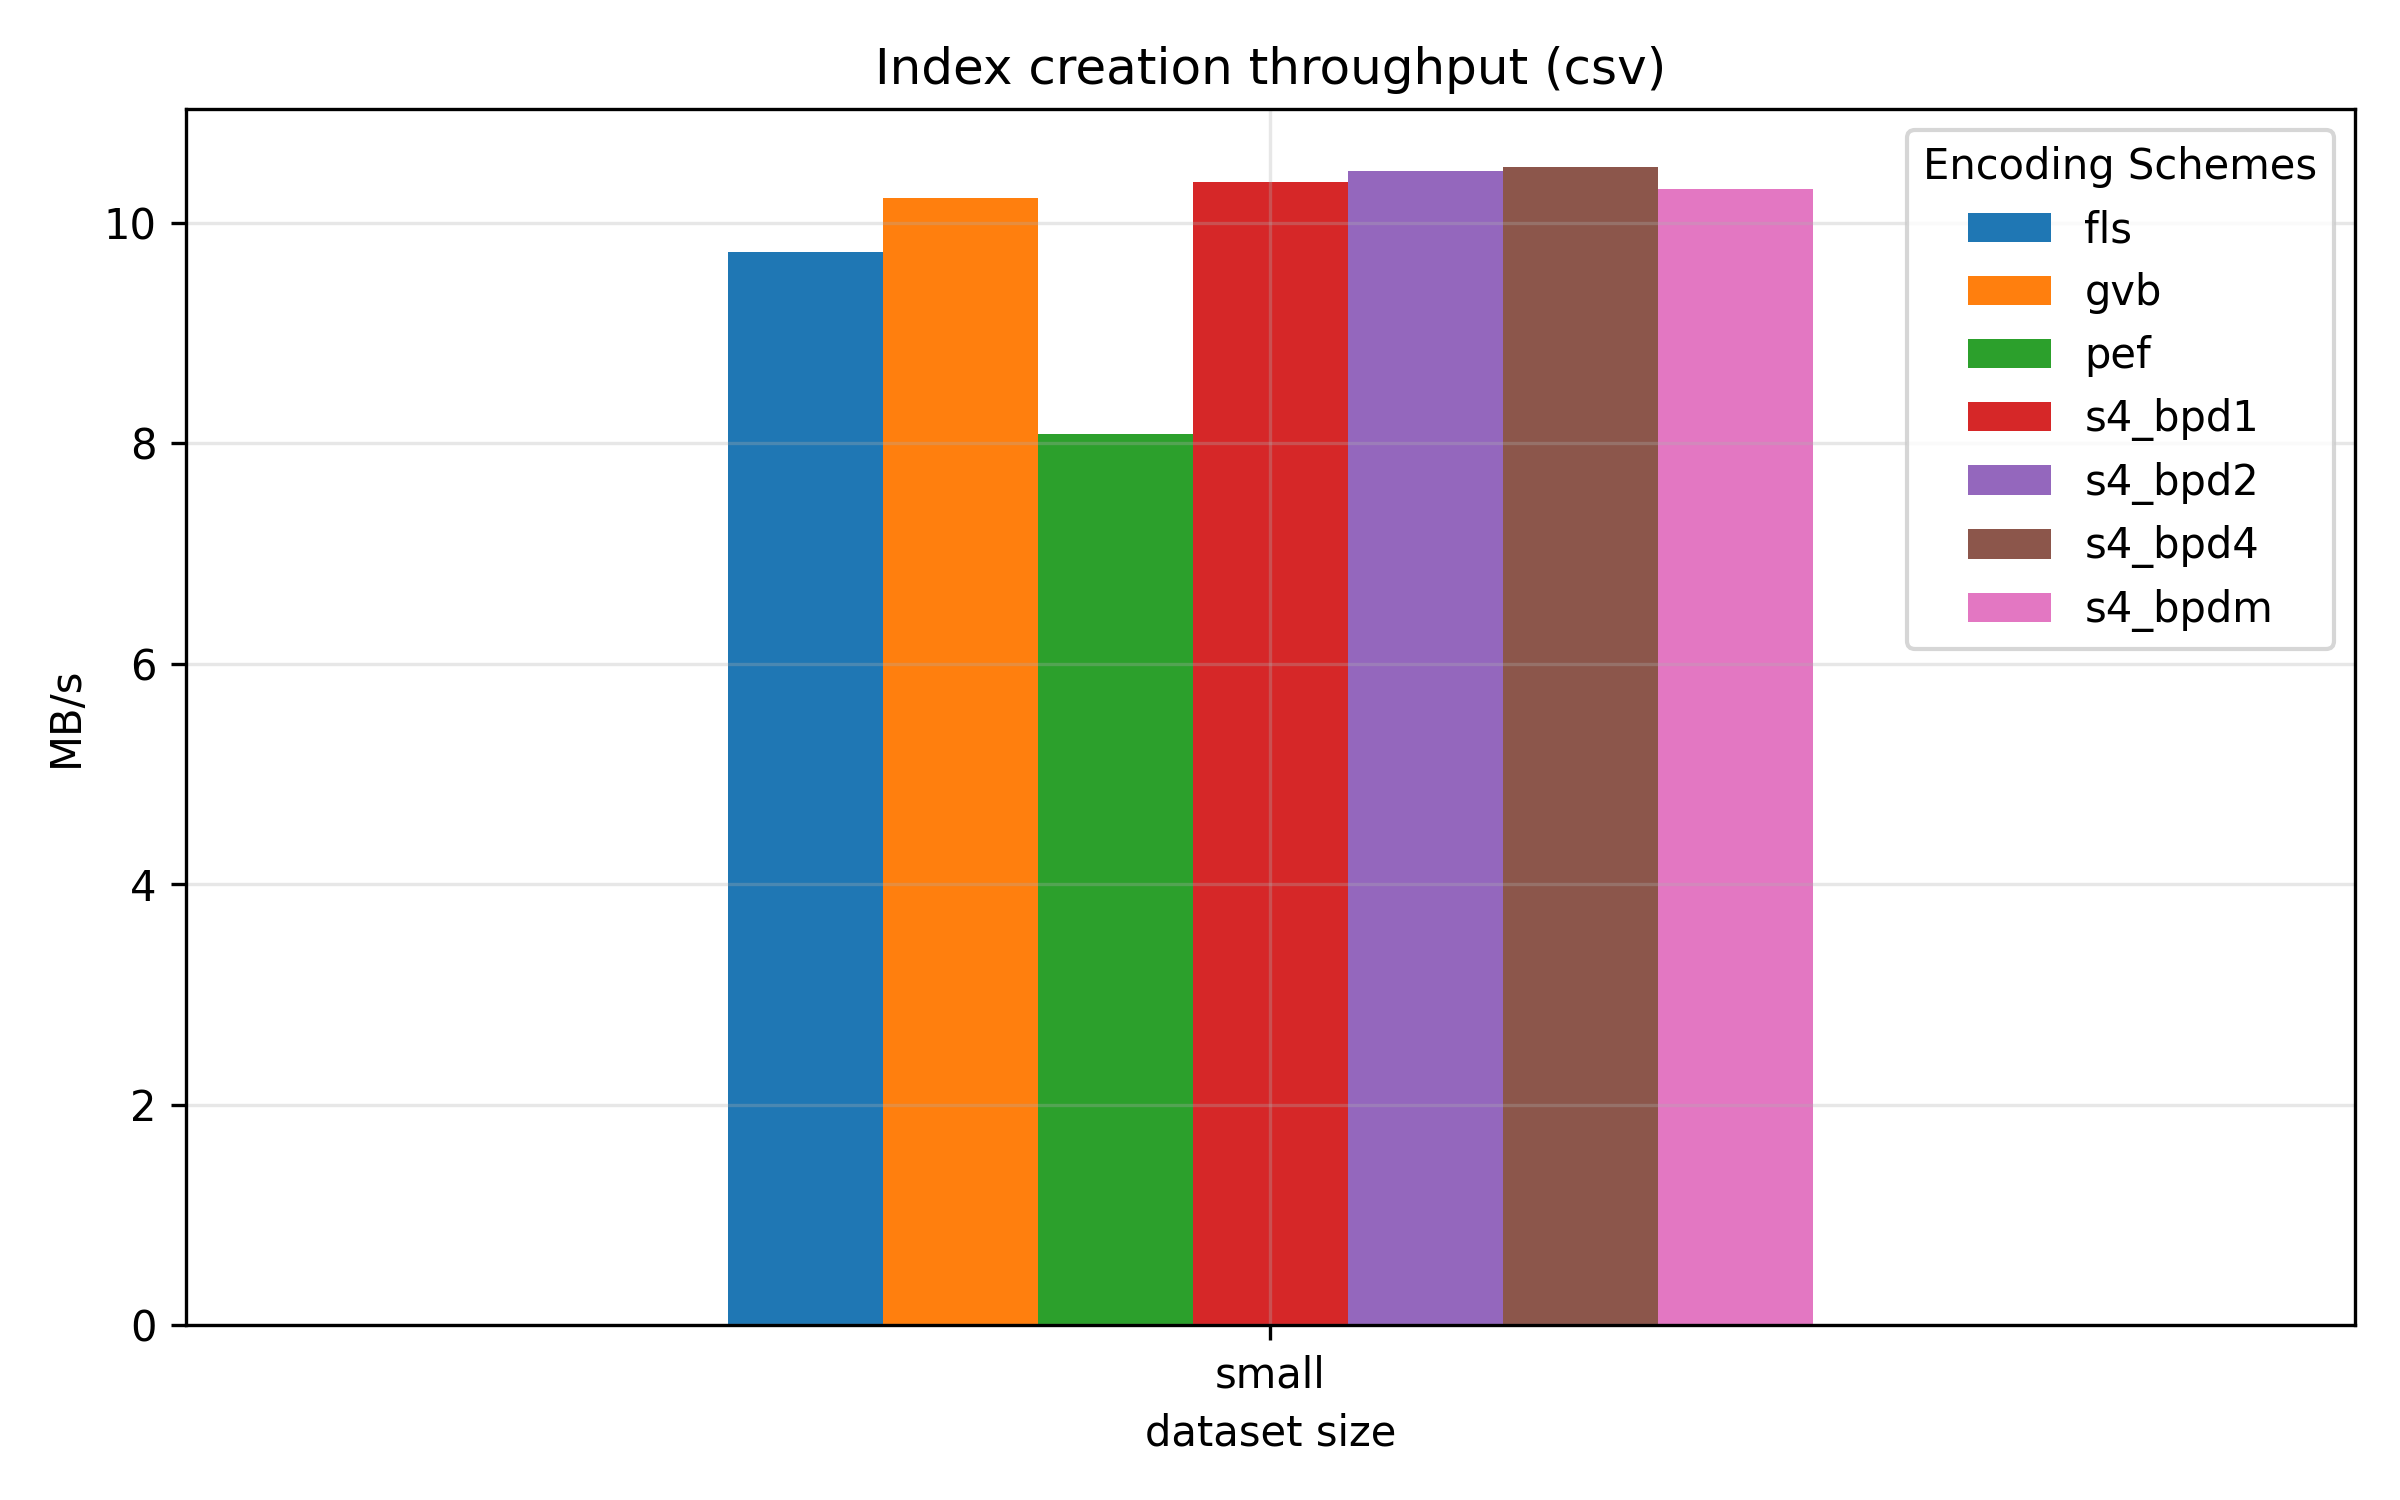 Index creation throughput (csv)
MB/s
10
8
6
4
2
0
small
dataset size
Encoding Schemes
fls
gvb
pef
s4_bpd1
s4_bpd2
s4_bpd4
s4_bpdm